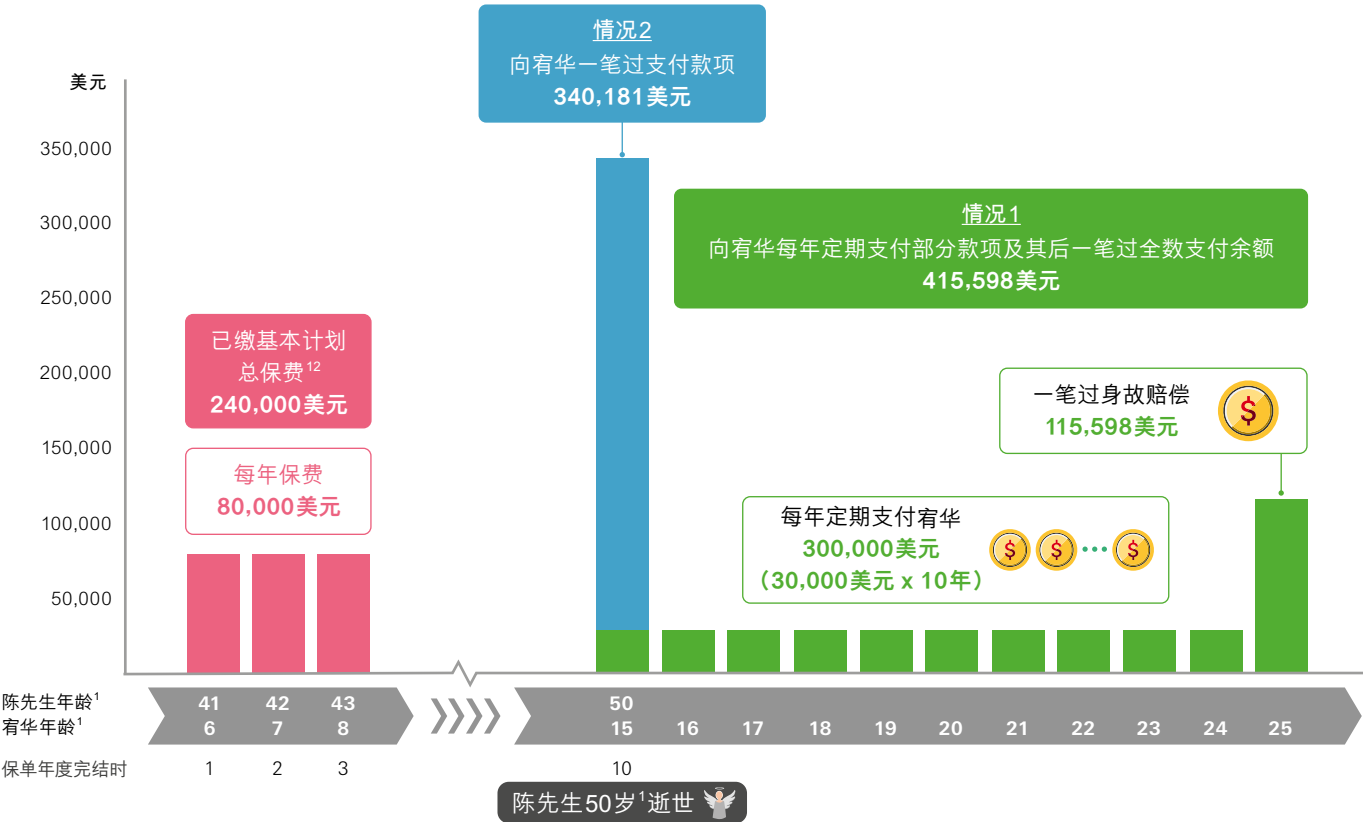 情况2
向宥华一笔过支付款项
340,181美元
美元
350,000
300,000
250,000
200,000
150,000
100,000
50,000
情况1
向宥华每年定期支付部分款项及其后一笔过全数支付余额
415,598美元
已缴基本计划
总保费12
240,000美元
每年保费
80,000美元
一笔过身故赔偿
$
115,598美元
每年定期支付宥华
300,000美元
$ $ ••• $
（30,000美元 x 10年）
陈先生年龄1 41 42 43 50
宥华年龄1 6 7 8 15 16 17 18 19 20 21 22 23 24 25
保单年度完结时 1 2 3 10
陈先生50岁1逝世